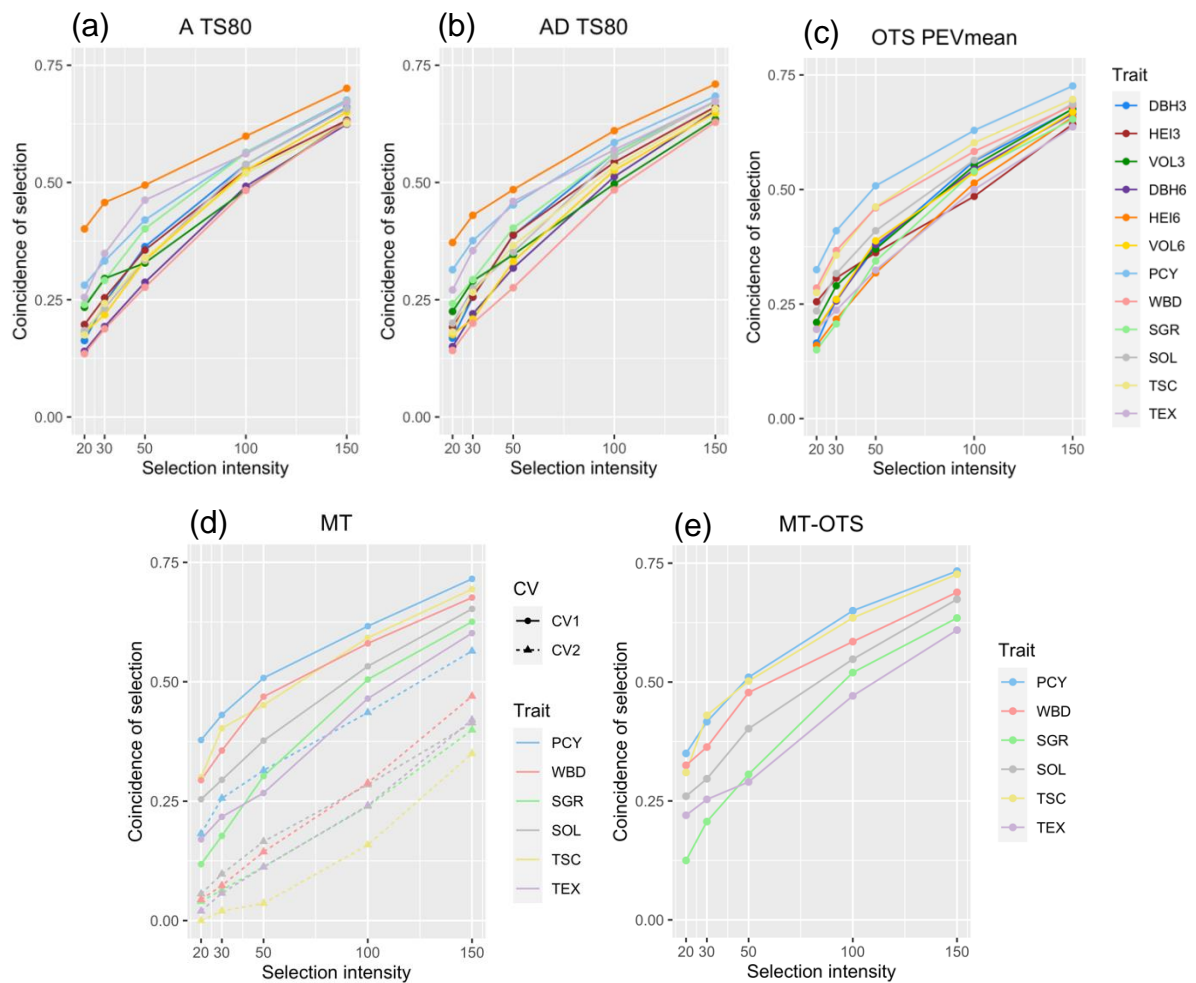 (a) A TS80
(b) AD TS80
(c) OTS PEVmean
Coincidence of selection
0.75
0.50
0.25
0.00
20 30 50 100 150
Selection intensity
Coincidence of selection
0.75
0.50
0.25
0.00
20 30 50 100 150
Selection intensity
Coincidence of selection
0.75
0.50
0.25
0.00
20 30 50 100 150
Selection intensity
Trait
DBH3
HEI3
VOL3
DBH6
HEI6
VOL6
PCY
WBD
SGR
SOL
TSC
TEX
(d) MT
Coincidence of selection
0.75
0.50
0.25
0.00
20 30 50 100 150
Selection intensity
CV
CV1
CV2
Trait
PCY
WBD
SGR
SOL
TSC
TEX
(e) MT-OTS
Coincidence of selection
0.75
0.50
0.25
0.00
20 30 50 100 150
Selection intensity
Trait
PCY
WBD
SGR
SOL
TSC
TEX